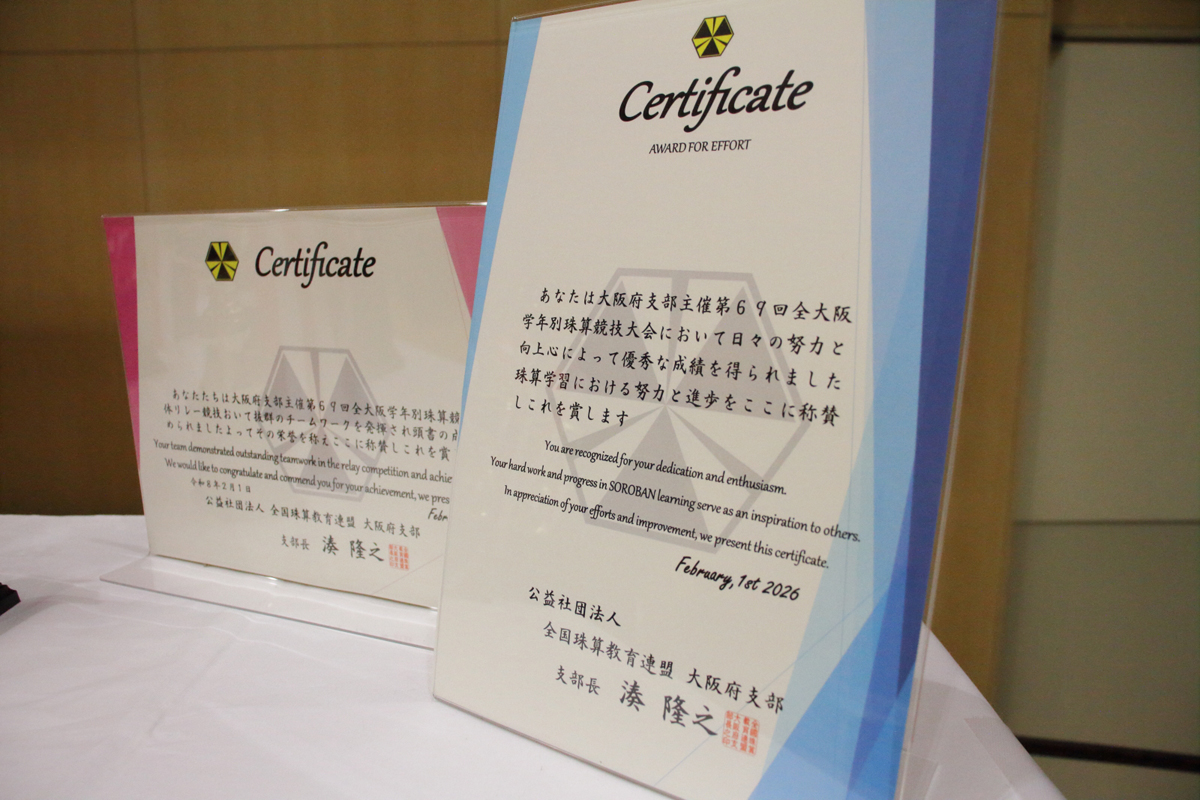 Certificate
あなたたちは大阪府支部主催第69回全大阪学年別珠算競
体リレー競技おいて抜群のチームワークを発揮され頭書の成
められましたよってその栄誉を称えここに称賛しこれを賞
Your team demonstrated outstanding teamwork in the relay competition and achie
We would like to congratulate and commend you for your achievement, we pres
Febr
令和8年2月1日
公益社団法人 全国珠算教育連盟 大阪府支部
支部長 湊 隆之
Certificate
AWARD FOR EFFORT
あなたは大阪府支部主催第69回全大阪
学年別珠算競技大会において日々の努力と
向上心によって優秀な成績を得られました
珠算学習における努力と進歩をここに称賛
しこれを賞します
You are recognized for your dedication and enthusiasm.
Your hard work and progress in SOROBAN learning serve as an inspiration to others.
In appreciation of your efforts and improvement, we present this certificate.
February, 1st 2026
公益社団法人
全国珠算教育連盟 大阪府支部
支部長 湊 隆之